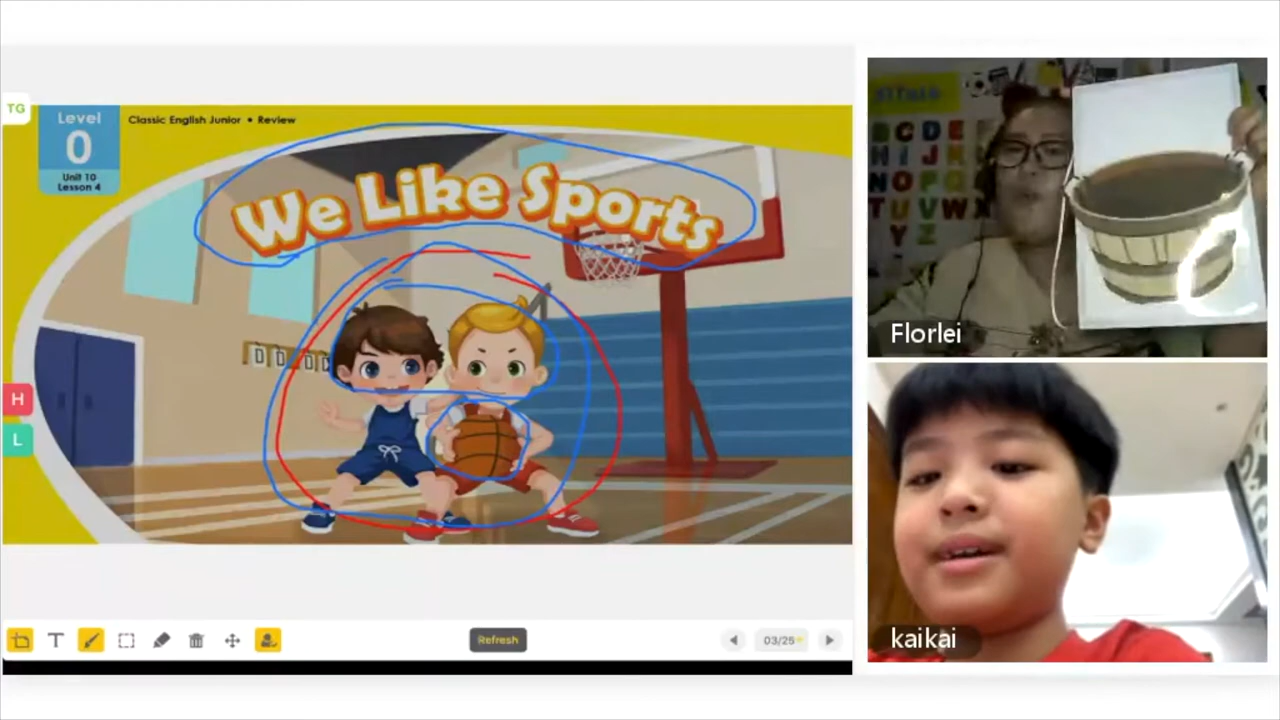 TG
Level
0
Unit 10
Lesson 4
Classic English Junior • Review
We Like Sports
H
L
T
Refresh
03/25
Florlei
kaikai